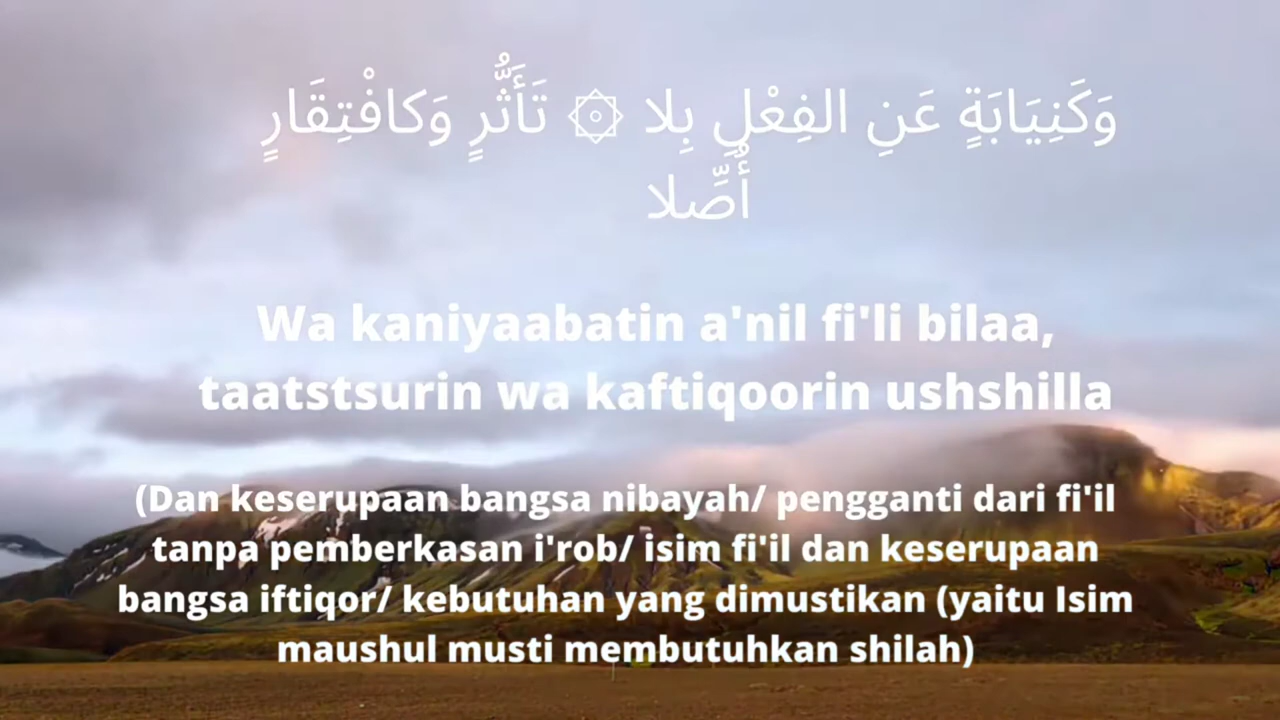 وَكَنِيَابَةٍ عَنِ الفِعْلِ بِلا ۞ تَأَثُّرٍ وَكافْتِقَارٍ
أُصِّلا
Wa kaniyaabatin a'nil fi'li bilaa,
taatstsurin wa kaftiqoorin ushshilla
(Dan keserupaan bangsa nibayah/ pengganti dari fi'il
tanpa pemberkasan i'rob/ isim fi'il dan keserupaan
bangsa iftiqor/ kebutuhan yang dimustikan (yaitu Isim
maushul musti membutuhkan shilah)